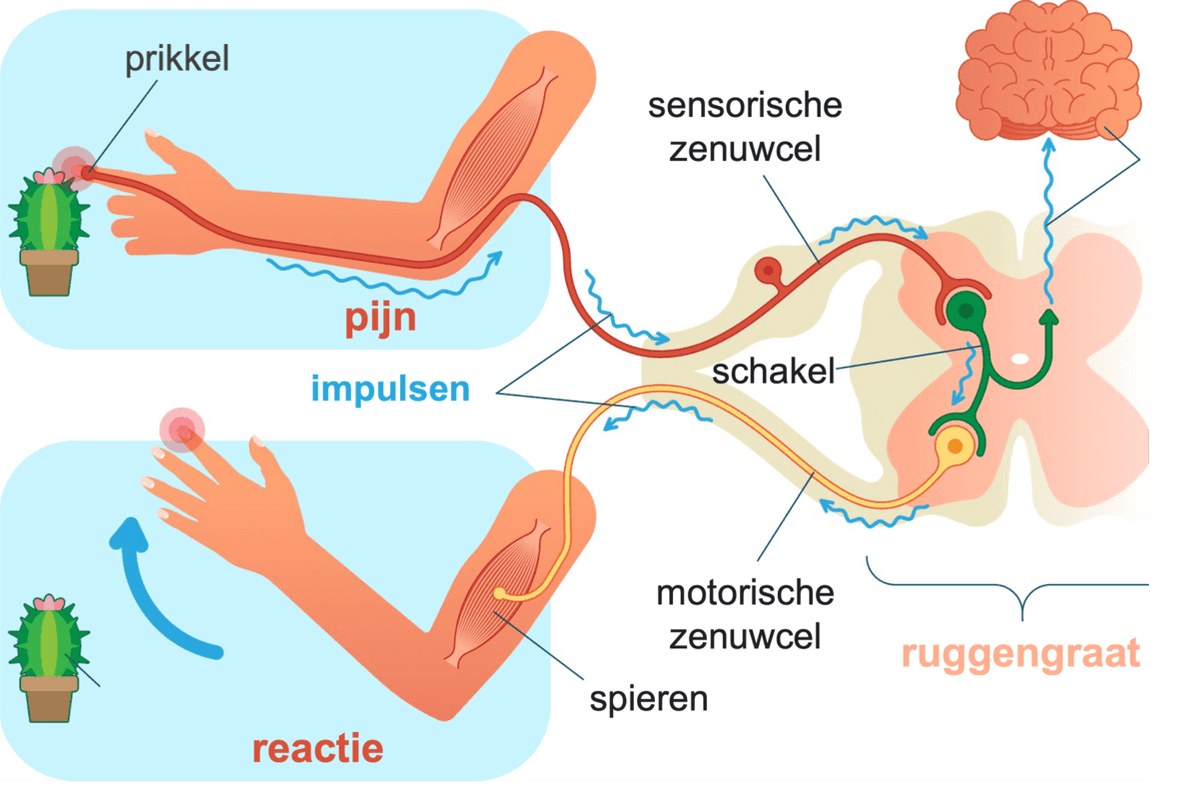 prikkel
sensorische
zenuwcel
pijn
impulsen
schakel
motorische
zenuwcel
ruggengraat
spieren
reactie